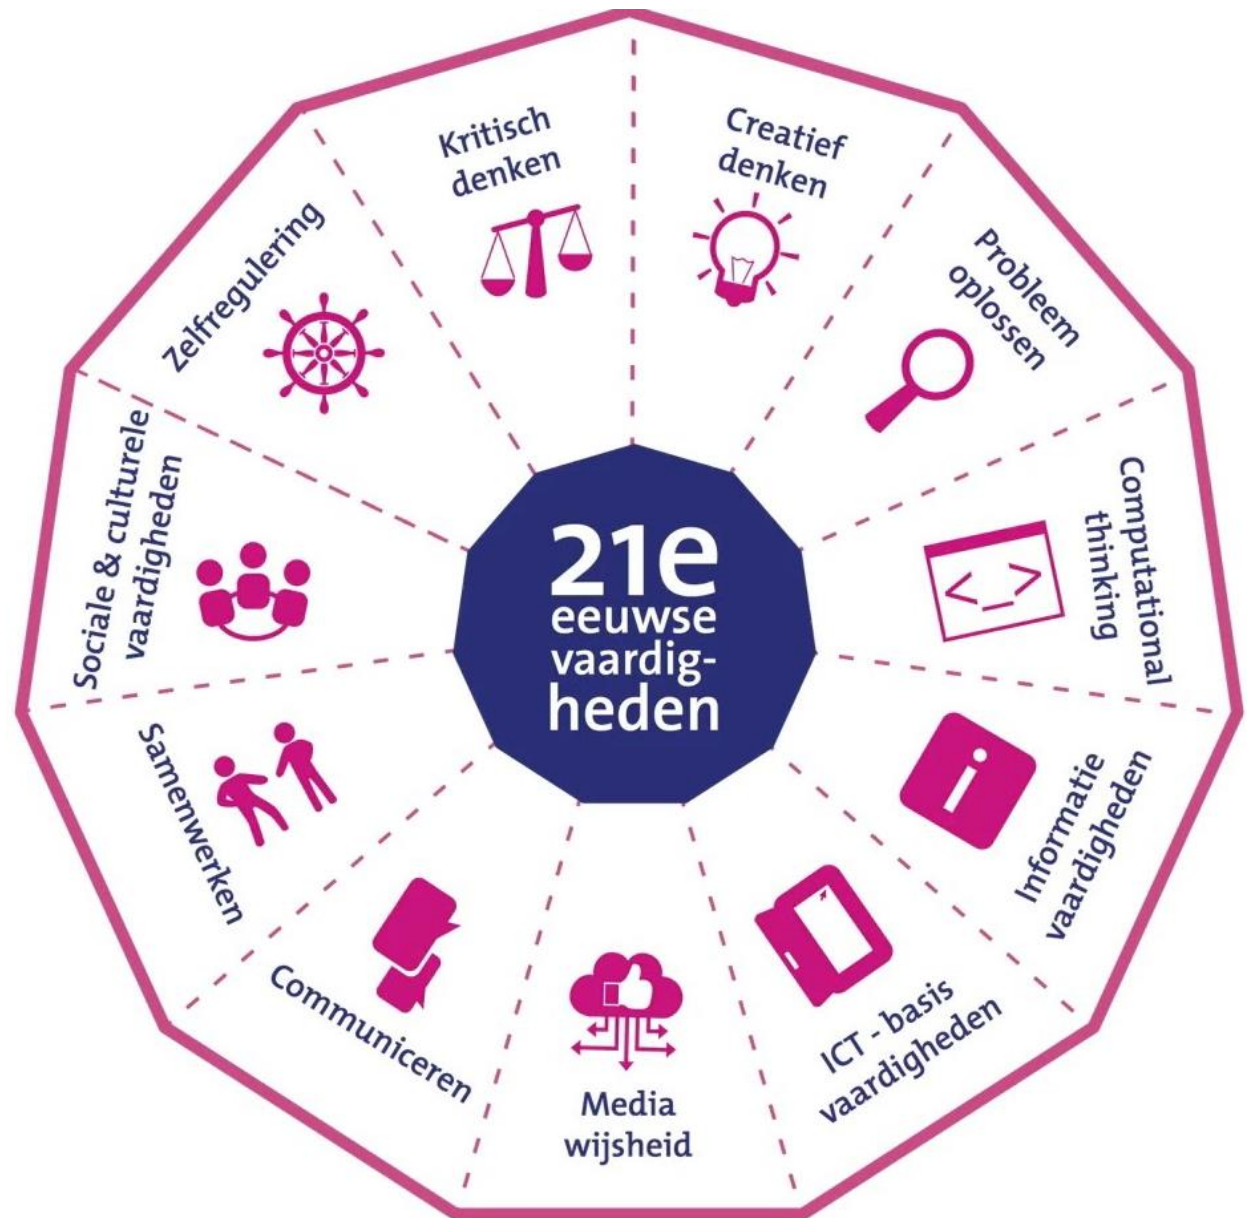 Kritisch
denken
Creatief
denken
Probleem
oplossen
Computational
thinking
Informatie
vaardigheden
ICT - basis
vaardigheden
Media
wijsheid
Communiceren
Samenwerken
Sociale & culturele
vaardigheden
Zelfregulering
21e
eeuwse
vaardig-
heden